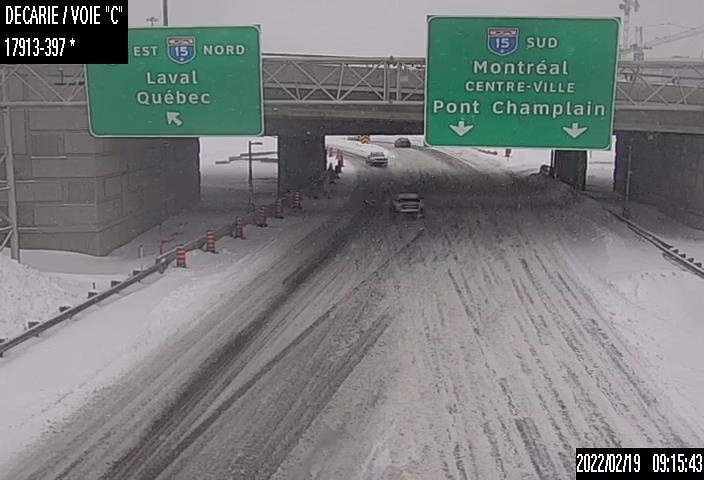 DECARIE / VOIE "C"
17913-397 *
EST 15 NORD
Laval
Québec
15 SUD
Montréal
CENTRE-VILLE
Pont Champlain
2022/02/19 09:15:43